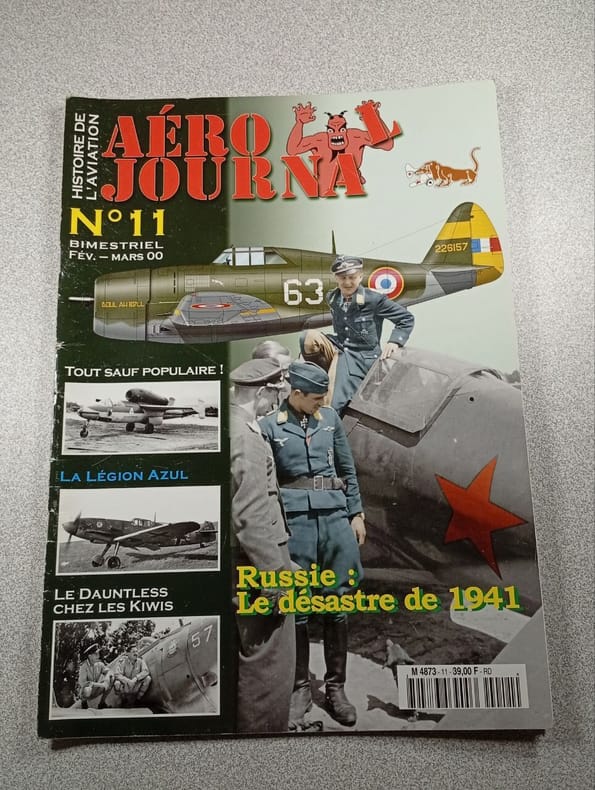 HISTOIRE DE
L'AVIATION
AÉRO
JOURNAL
N°11
BIMESTRIEL
FÉV. – MARS 00
226157
63
TOUT SAUF POPULAIRE !
LA LÉGION AZUL
LE DAUNTLESS
CHEZ LES KIWIS
57
Russie :
Le désastre de 1941
M 4873 - 11 - 39,00 F - RD